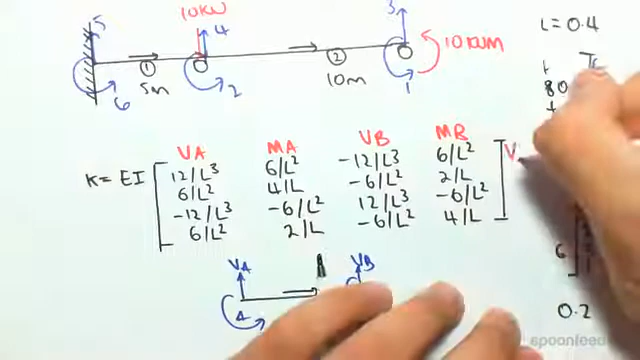 10kN
5
4
3
L = 0.4
10kNm
1
2
5m
10m
80
6
2
1
VA MA VB MB
K = EI
12/L³ 6/L² -12/L³ 6/L²
6/L² 4/L -6/L² 2/L
-12/L³ -6/L² 12/L³ -6/L²
6/L² 2/L -6/L² 4/L
V
VA
VB
A
6
0.2
spoonfeed